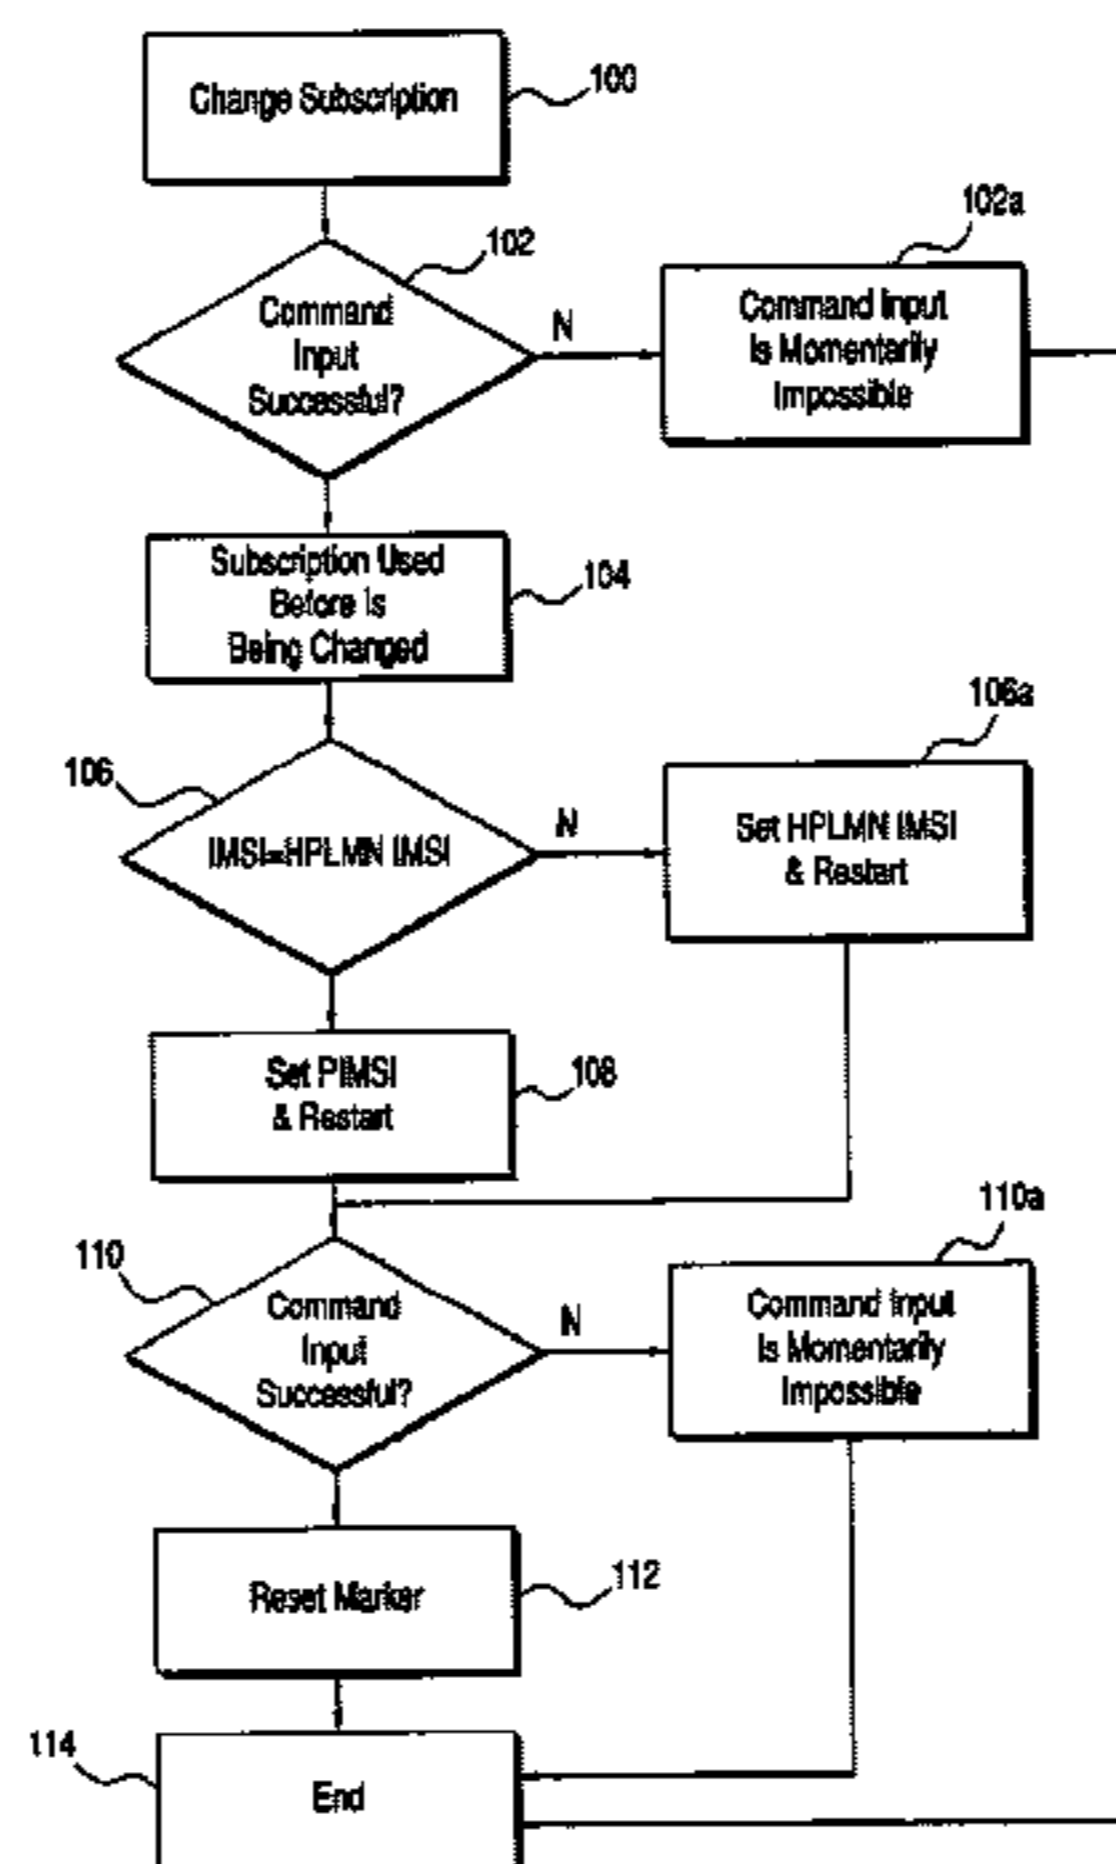 Change Subscription
100
102
102a
Command
Input
Successful?
N
Command Input
Is Momentarily
Impossible
Subscription Used
Before Is
Being Changed
104
106
106a
IMSI=HPLMN IMSI
N
Set HPLMN IMSI
& Restart
Set PIMSI
& Restart
108
110
110a
Command
Input
Successful?
N
Command Input
Is Momentarily
Impossible
Reset Marker
112
114
End